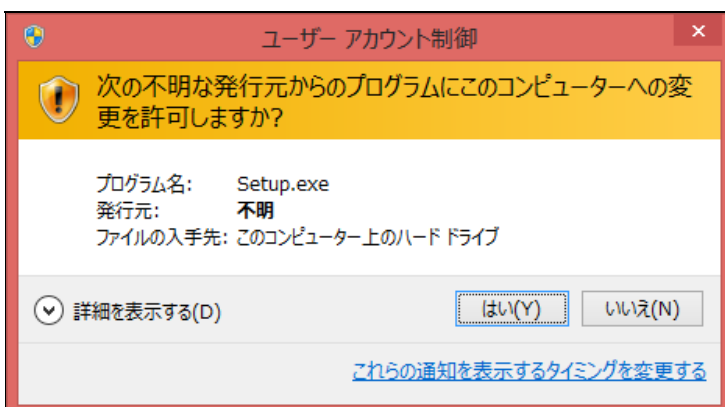 ユーザー アカウント制御
次の不明な発行元からのプログラムにこのコンピューターへの変
更を許可しますか?
プログラム名: Setup.exe
発行元: 不明
ファイルの入手先: このコンピューター上のハード ドライブ
詳細を表示する(D) はい(Y) いいえ(N)
これらの通知を表示するタイミングを変更する